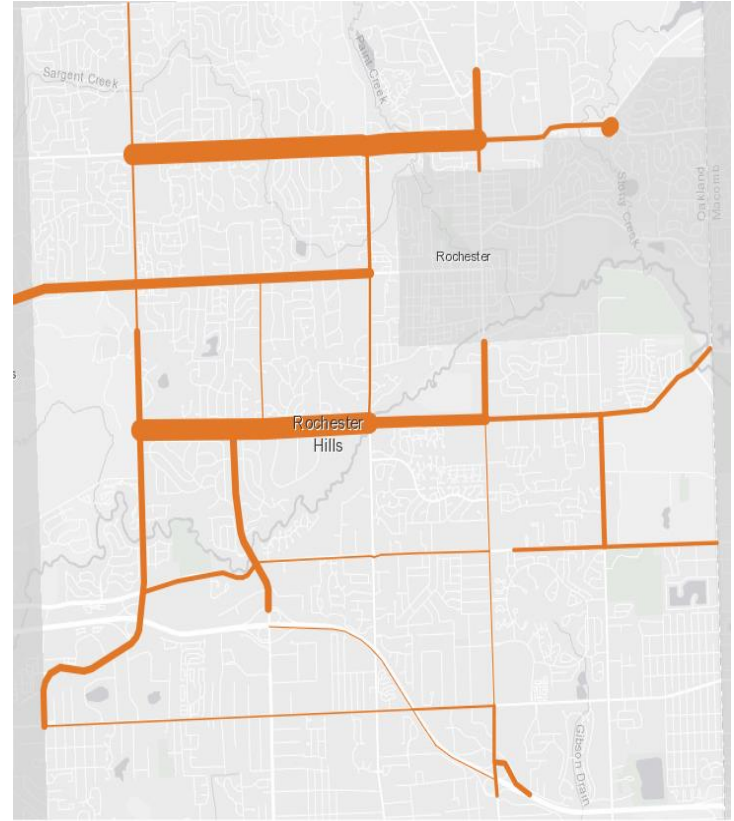 Sargent Creek
Paint Creek
Stony Creek
Oakland
Macomb
Rochester
s
Rochester
Hills
Gibson Drain